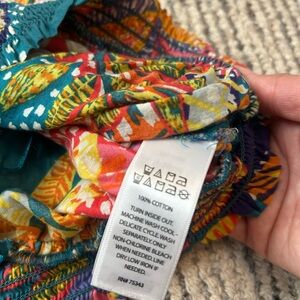 100% COTTON
TURN INSIDE OUT.
MACHINE WASH COOL -
DELICATE CYCLE. WASH
SEPARATELY. ONLY
NON-CHLORINE BLEACH
WHEN NEEDED. LINE
DRY. LOW IRON IF
NEEDED.
RN# 75343